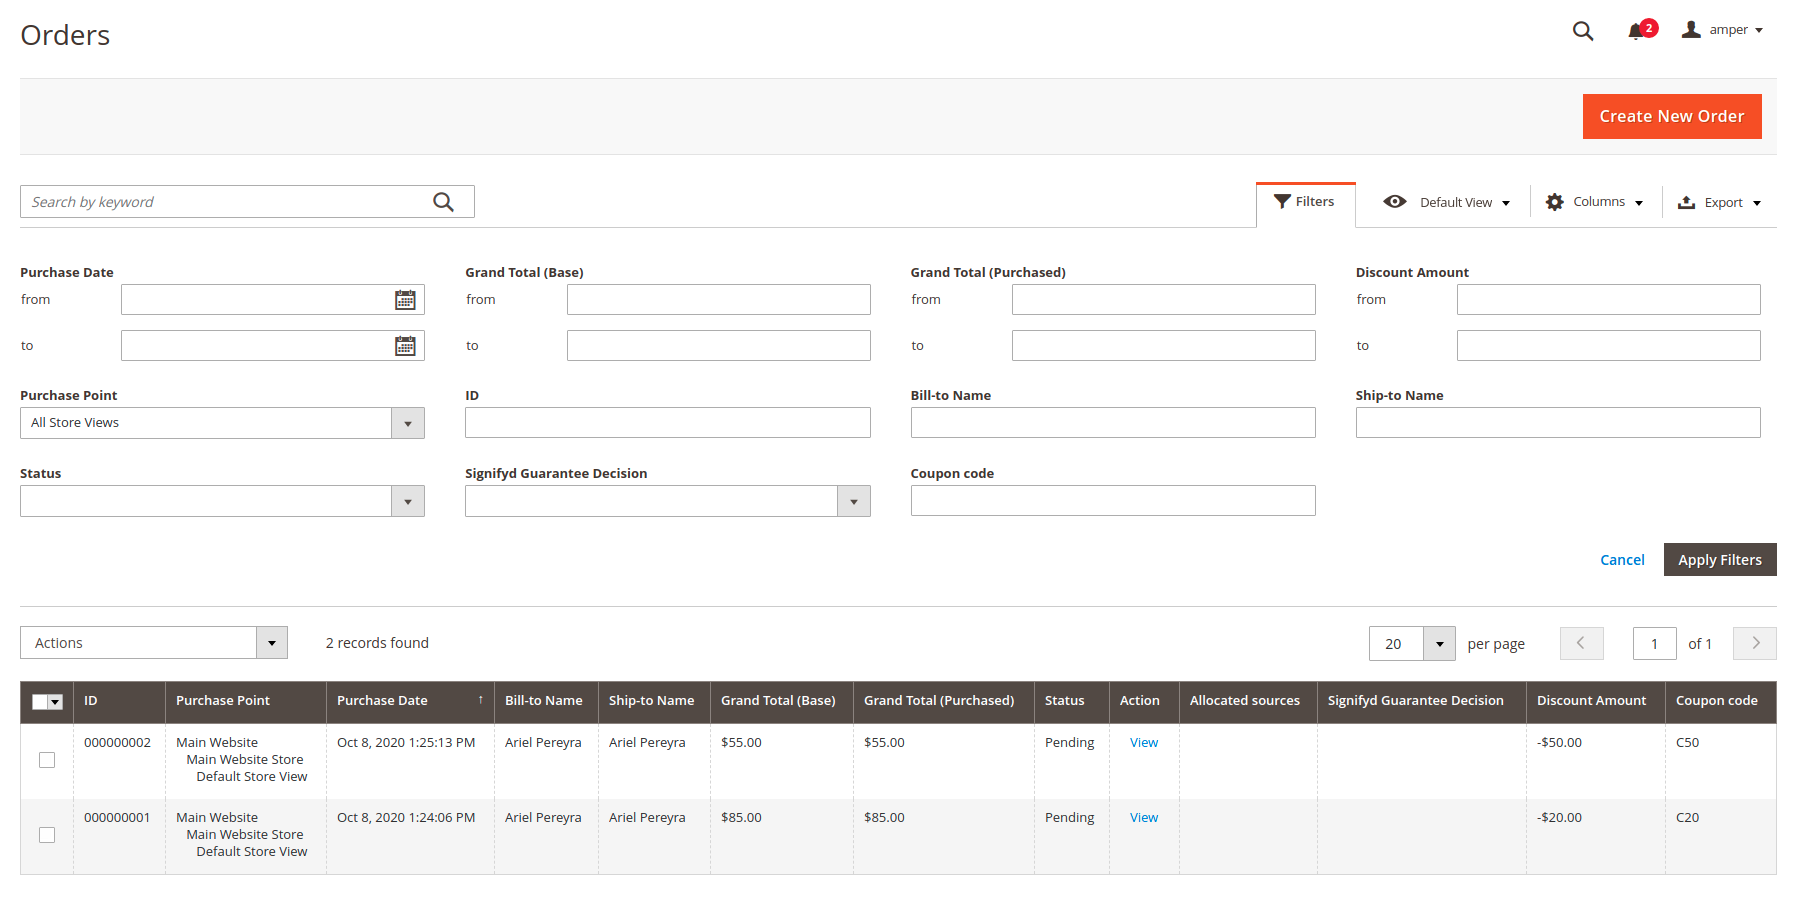 Orders
2
amper
Create New Order
Search by keyword
Filters
Default View
Columns
Export
Purchase Date
from
to
Grand Total (Base)
from
to
Grand Total (Purchased)
from
to
Discount Amount
from
to
Purchase Point
All Store Views
ID
Bill-to Name
Ship-to Name
Status
Signifyd Guarantee Decision
Coupon code
Cancel
Apply Filters
Actions
2 records found
20
per page
1
of 1
ID Purchase Point Purchase Date ↑ Bill-to Name Ship-to Name Grand Total (Base) Grand Total (Purchased) Status Action Allocated sources Signifyd Guarantee Decision Discount Amount Coupon code
000000002 Main Website Oct 8, 2020 1:25:13 PM Ariel Pereyra Ariel Pereyra $55.00 $55.00 Pending View -$50.00 C50
Main Website Store
Default Store View
000000001 Main Website Oct 8, 2020 1:24:06 PM Ariel Pereyra Ariel Pereyra $85.00 $85.00 Pending View -$20.00 C20
Main Website Store
Default Store View